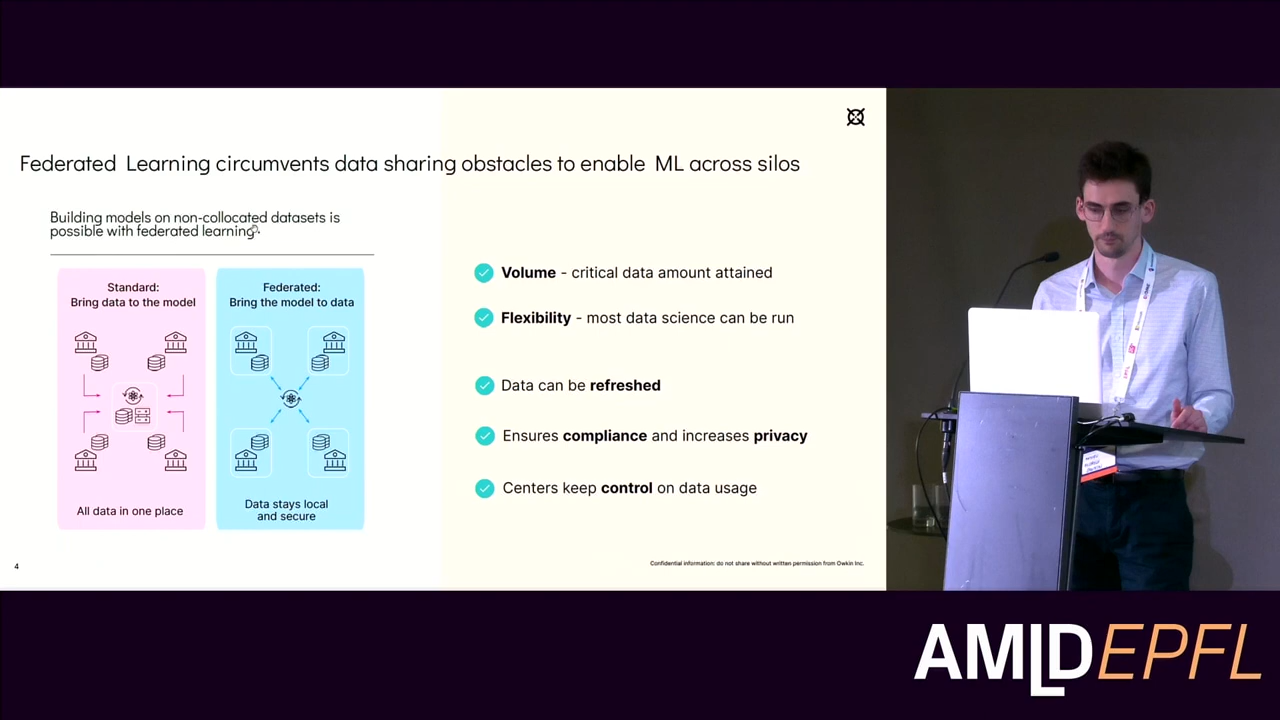 Federated Learning circumvents data sharing obstacles to enable ML across silos
Building models on non-collocated datasets is
possible with federated learning.
Standard:
Bring data to the model
All data in one place
Federated:
Bring the model to data
Data stays local
and secure
Volume - critical data amount attained
Flexibility - most data science can be run
Data can be refreshed
Ensures compliance and increases privacy
Centers keep control on data usage
4
Confidential information: do not share without written permission from Owkin Inc.
AMLDEPFL